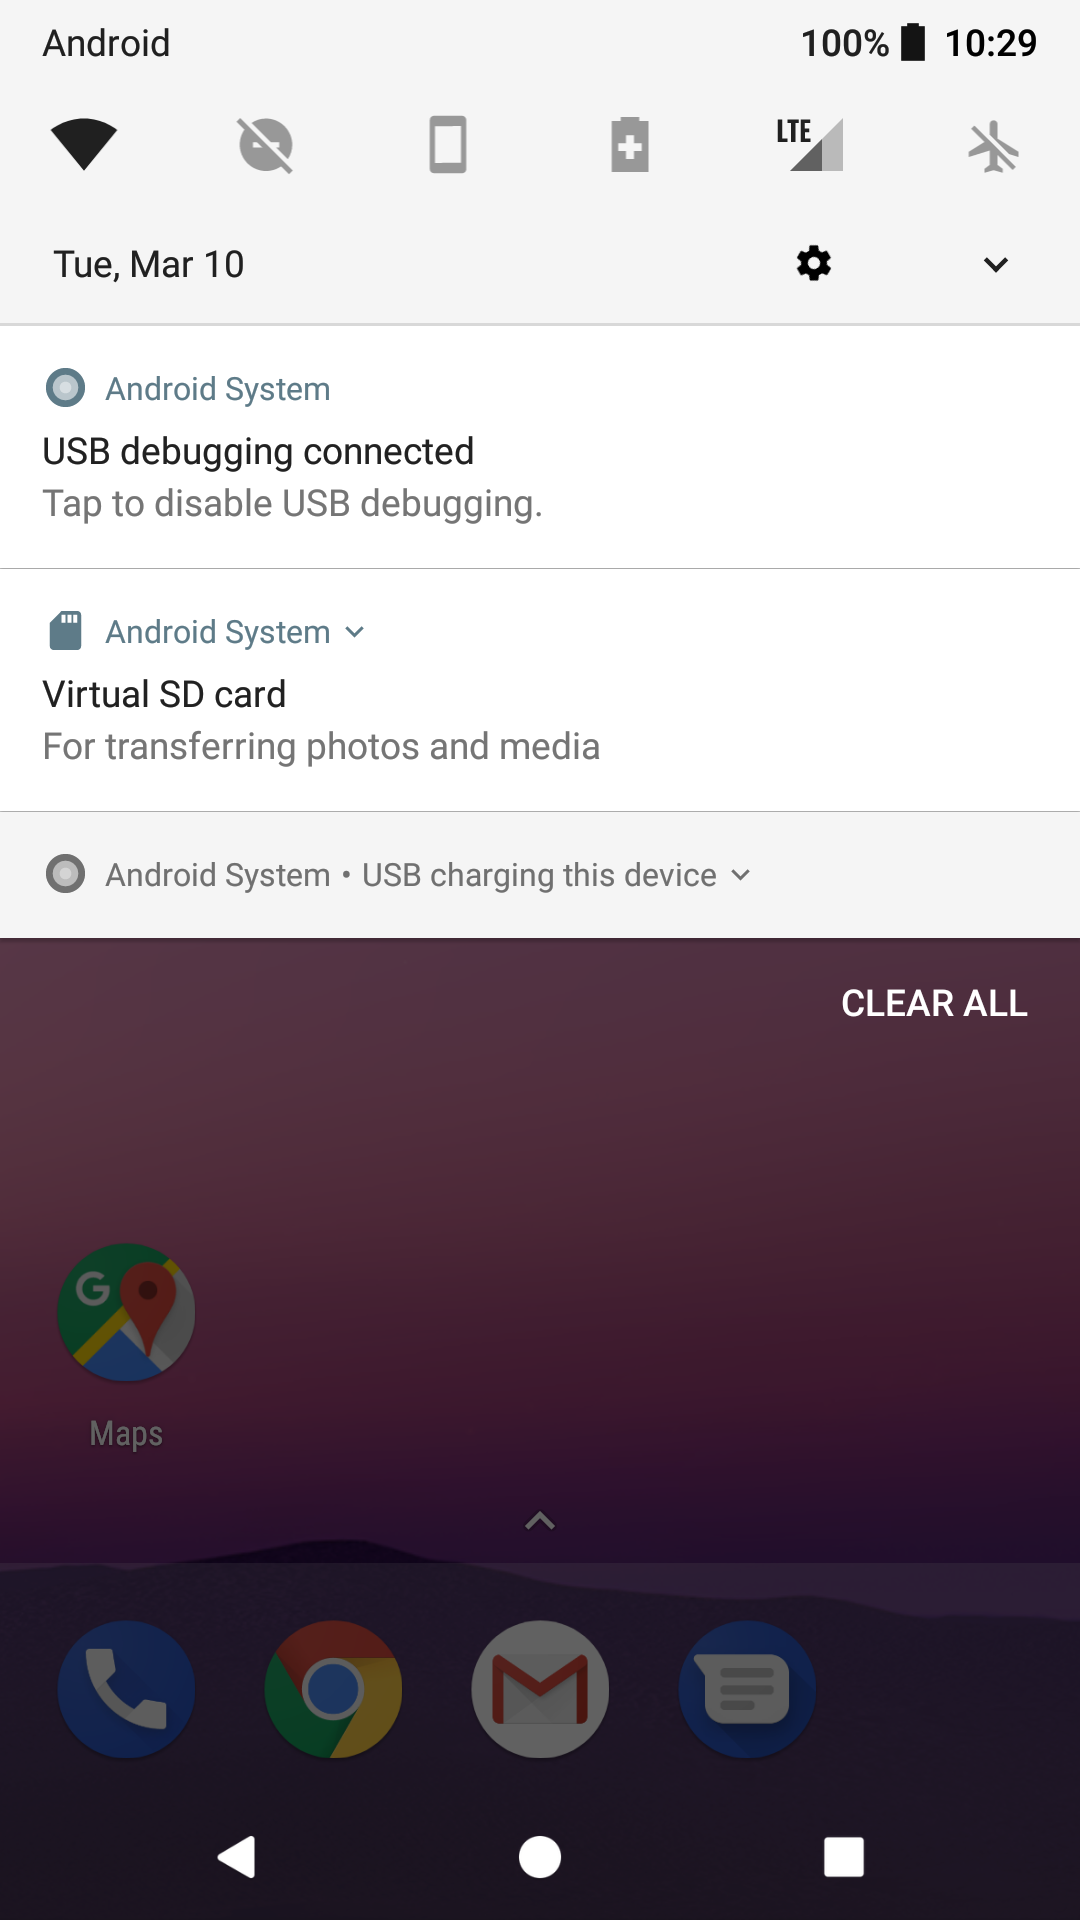 Android 100% 10:29
LTE
Tue, Mar 10
Android System
USB debugging connected
Tap to disable USB debugging.
Android System
Virtual SD card
For transferring photos and media
Android System • USB charging this device
CLEAR ALL
G
Maps